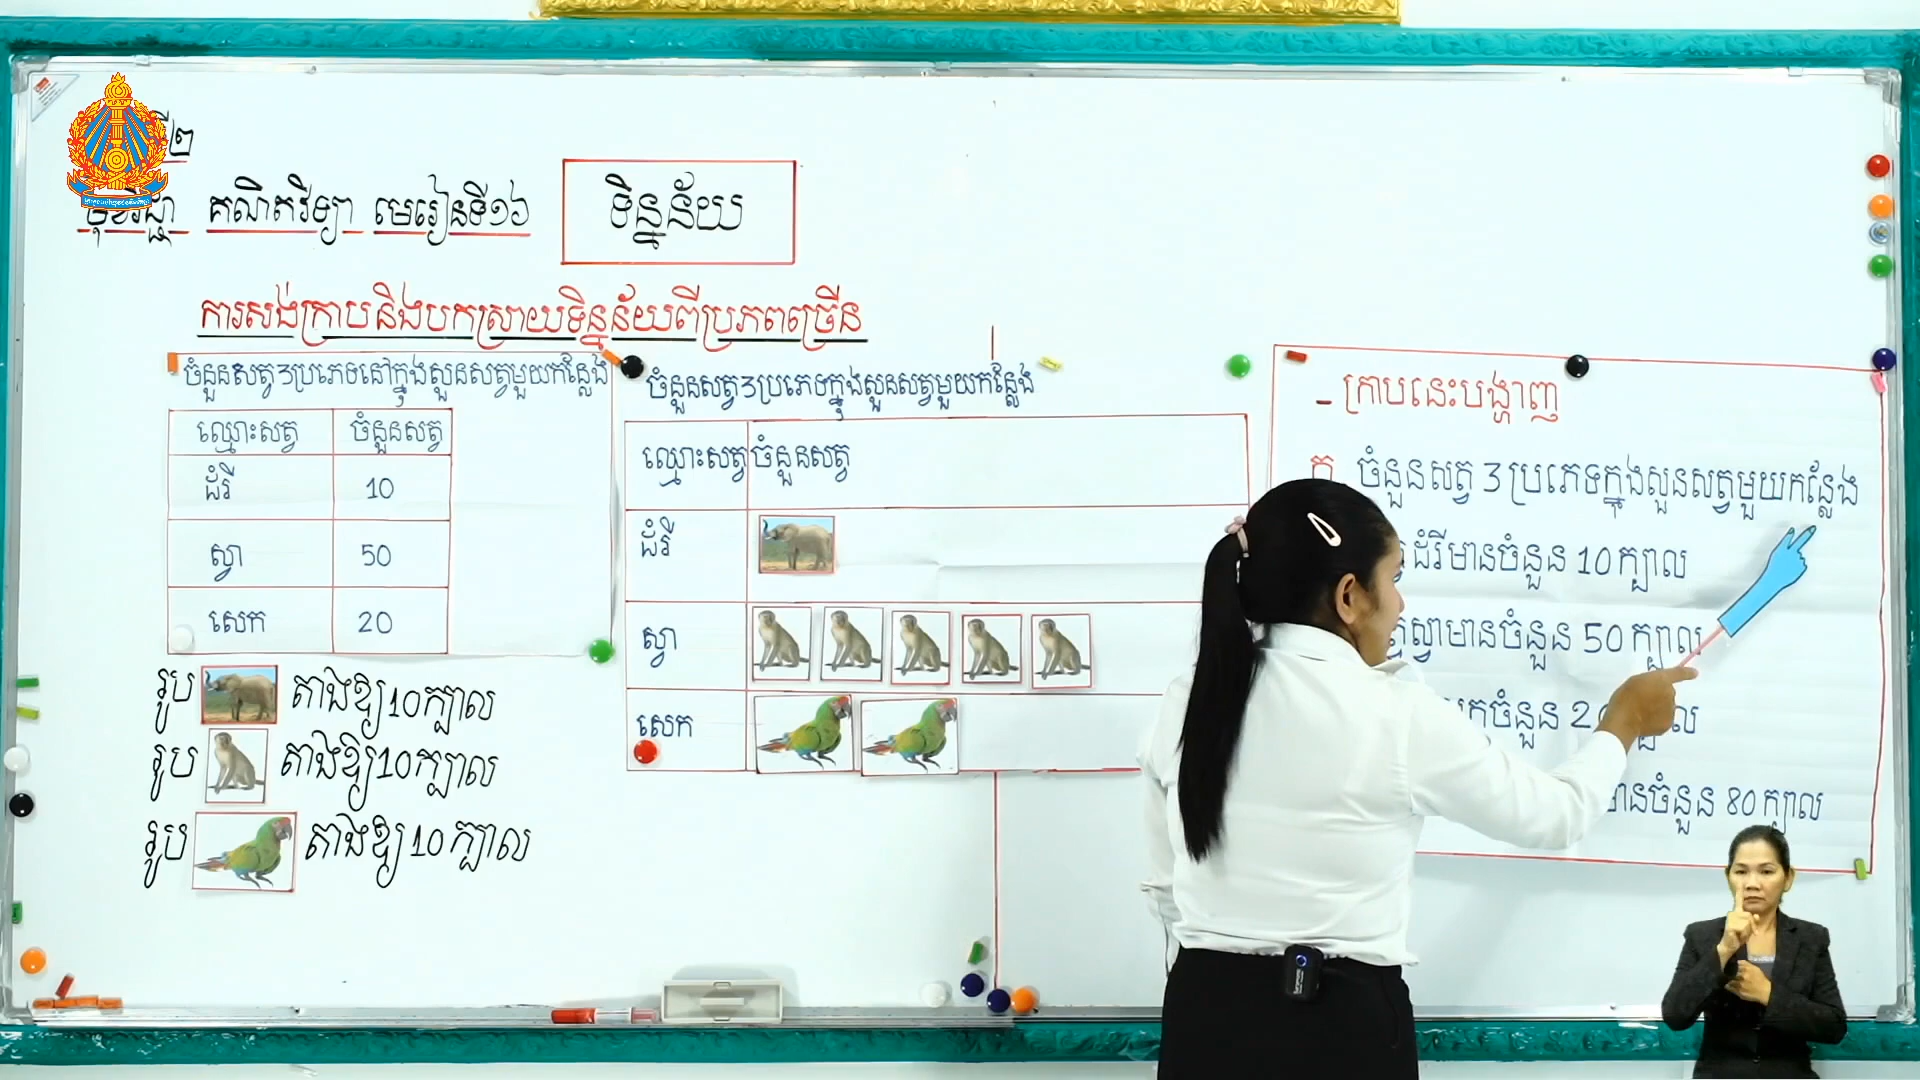 ទី២
មុខវិជ្ជា គណិតវិទ្យា មេរៀនទី១៦
ទិន្នន័យ
ការសង់ក្រាបនិងបកស្រាយទិន្នន័យពីប្រភពច្រើន
ចំនួនសត្វ3ប្រភេទនៅក្នុងសួនសត្វមួយកន្លែង
ឈ្មោះសត្វ ចំនួនសត្វ
ដំរី 10
ស្វា 50
សេក 20
រូប តាងឱ្យ 10 ក្បាល
រូប តាងឱ្យ 10 ក្បាល
រូប តាងឱ្យ 10 ក្បាល
ចំនួនសត្វ3ប្រភេទក្នុងសួនសត្វមួយកន្លែង
ឈ្មោះសត្វ ចំនួនសត្វ
ដំរី
ស្វា
សេក
- ក្រាបនេះបង្ហាញ
ក ចំនួនសត្វ 3 ប្រភេទក្នុងសួនសត្វមួយកន្លែង
ដំរីមានចំនួន 10 ក្បាល
ស្វាមានចំនួន 50 ក្បាល
ចំនួន 2
មានចំនួន 80 ក្បាល